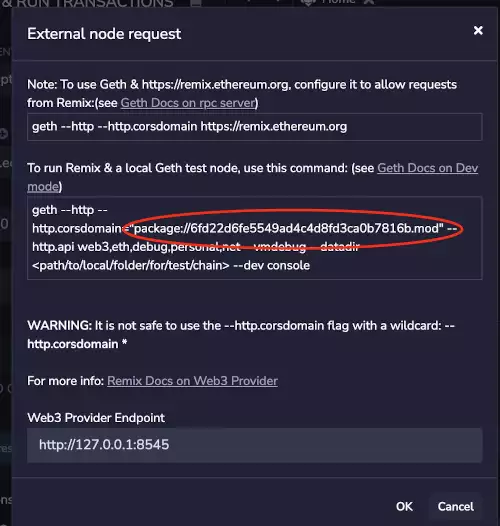 & RUN TRANSACTIONS
Home
External node request
Note: To use Geth & https://remix.ethereum.org, configure it to allow requests
from Remix:(see Geth Docs on rpc server)
geth --http --http.corsdomain https://remix.ethereum.org
To run Remix & a local Geth test node, use this command: (see Geth Docs on Dev
mode)
geth --http --
http.corsdomain="package://6fd22d6fe5549ad4c4d8fd3ca0b7816b.mod" --
http.api web3,eth,debug,personal,net --vmdebug --datadir
<path/to/local/folder/for/test/chain> --dev console
WARNING: It is not safe to use the --http.corsdomain flag with a wildcard: --
http.corsdomain *
For more info: Remix Docs on Web3 Provider
Web3 Provider Endpoint
http://127.0.0.1:8545
OK Cancel